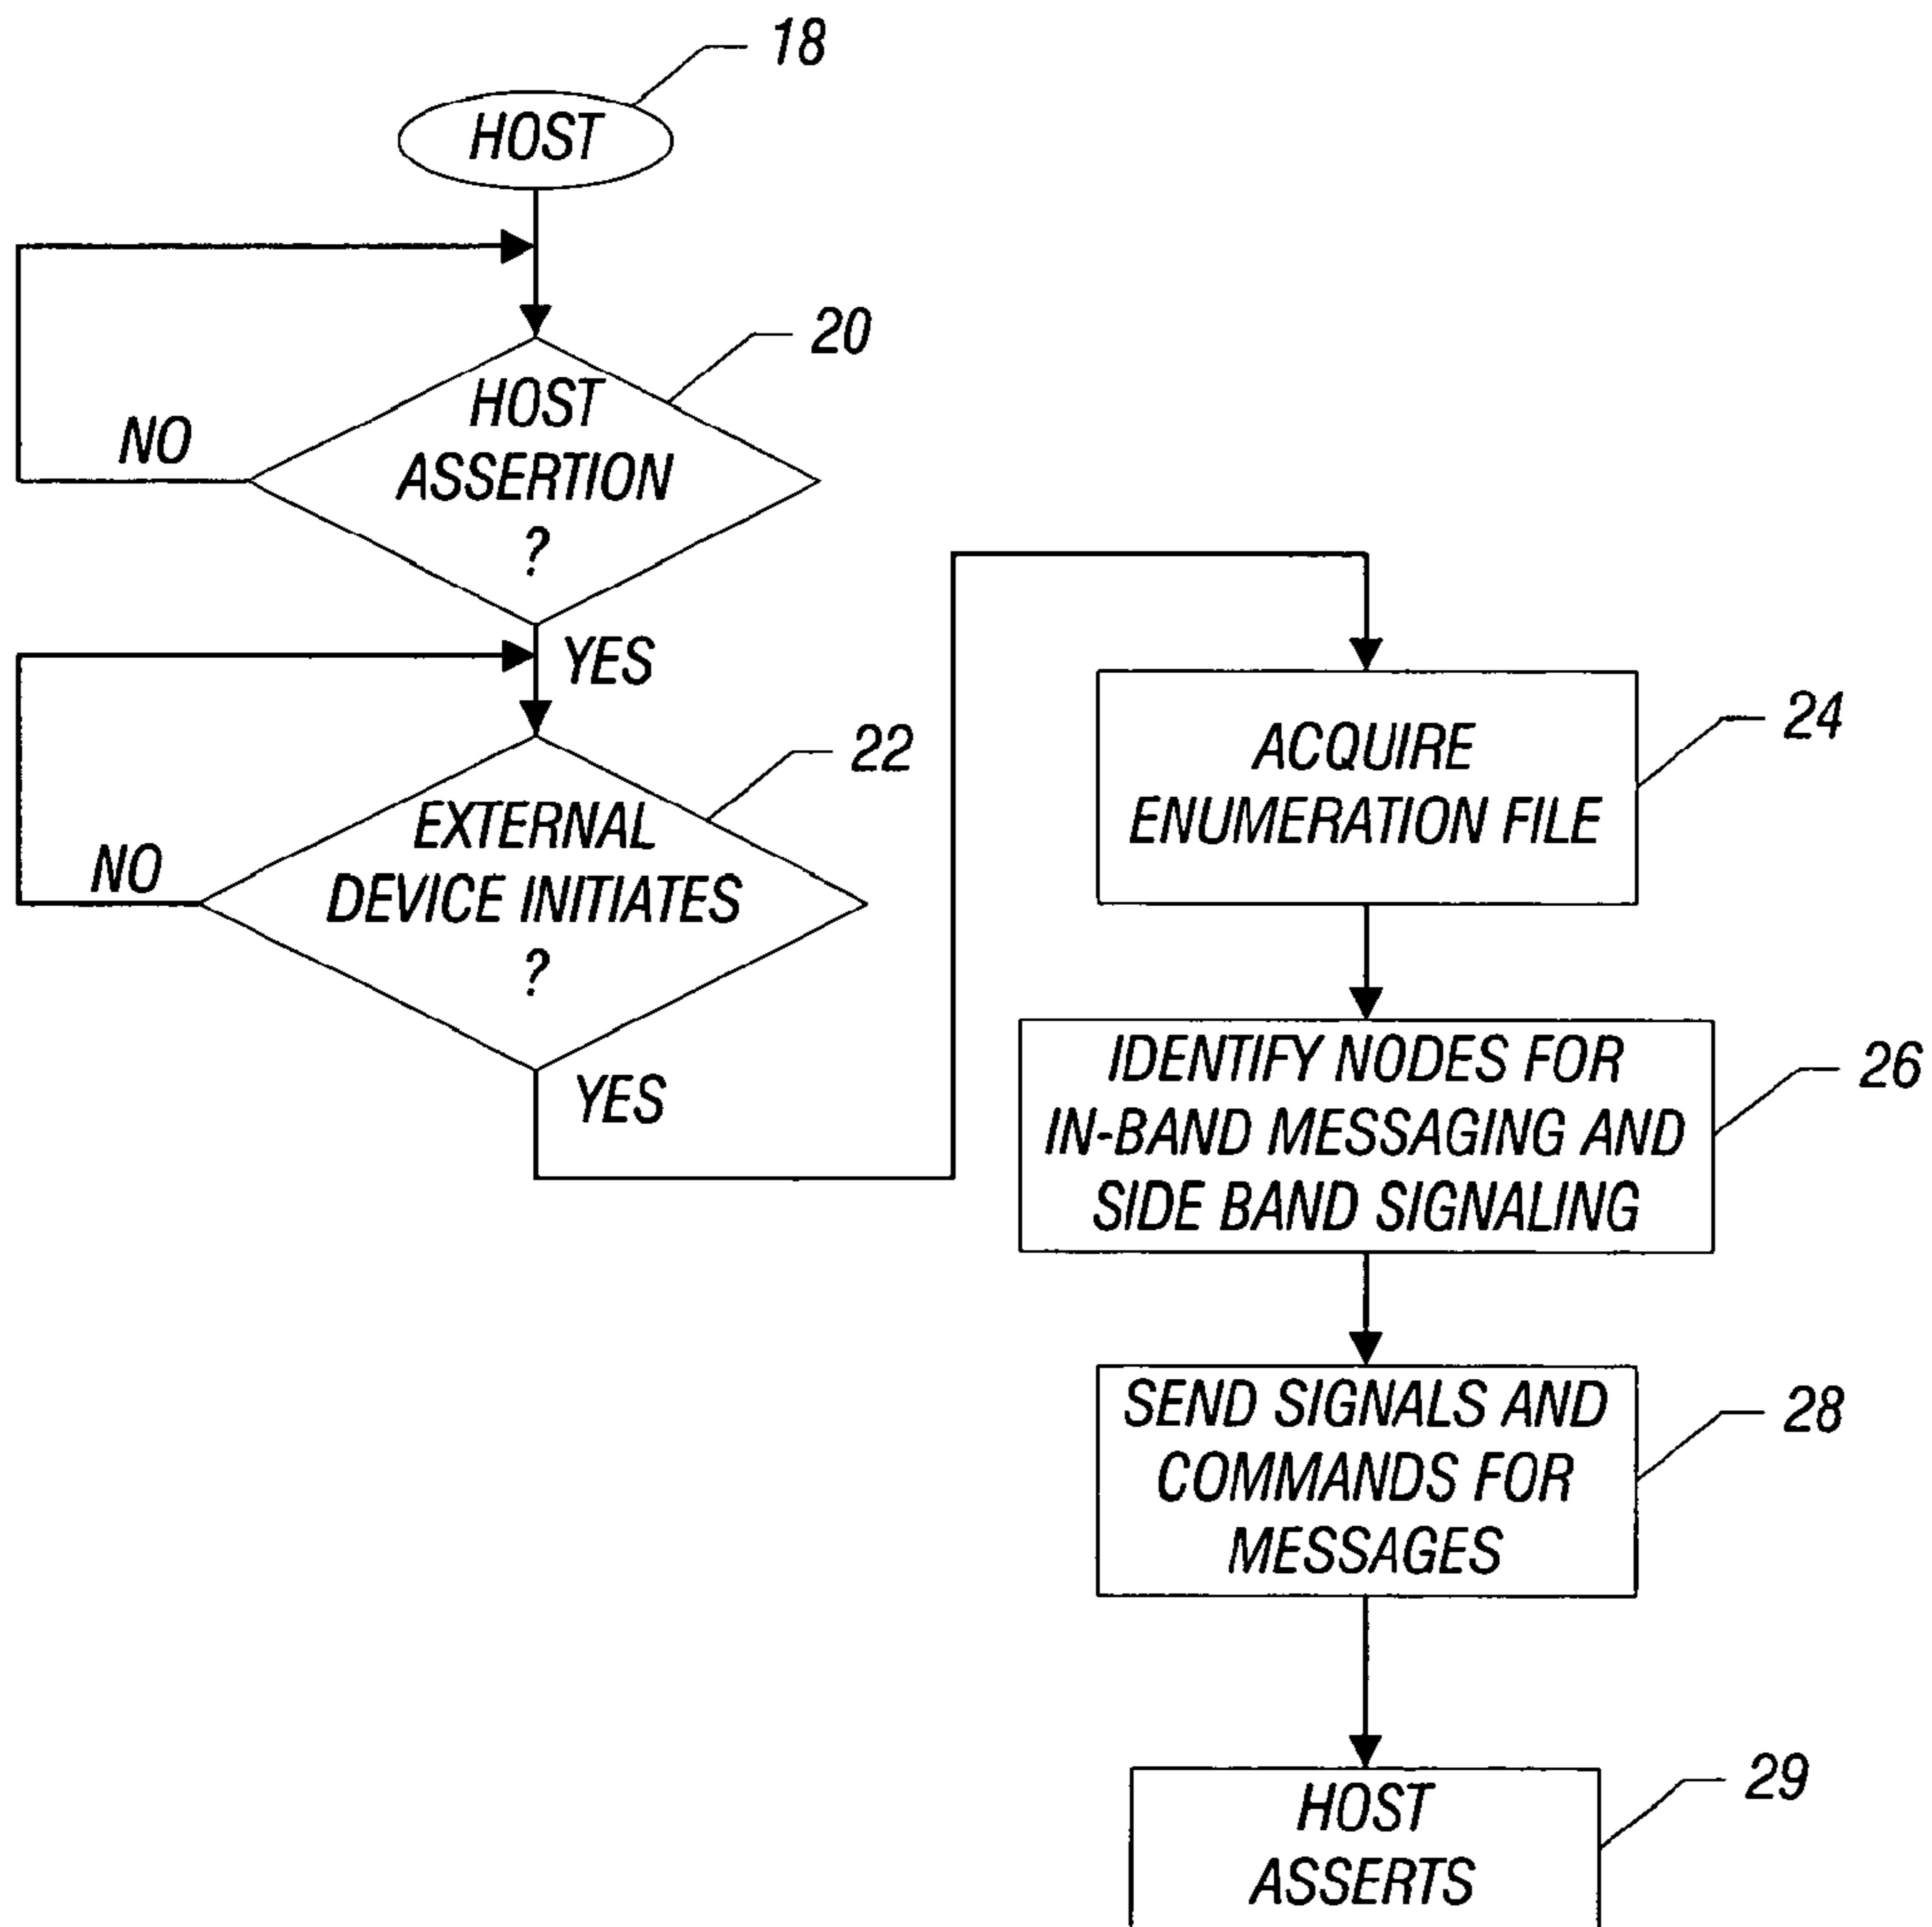 18
HOST
20
HOST
ASSERTION
?
NO
YES
22
EXTERNAL
DEVICE INITIATES
?
NO
YES
24
ACQUIRE
ENUMERATION FILE
26
IDENTIFY NODES FOR
IN-BAND MESSAGING AND
SIDE BAND SIGNALING
28
SEND SIGNALS AND
COMMANDS FOR
MESSAGES
29
HOST
ASSERTS